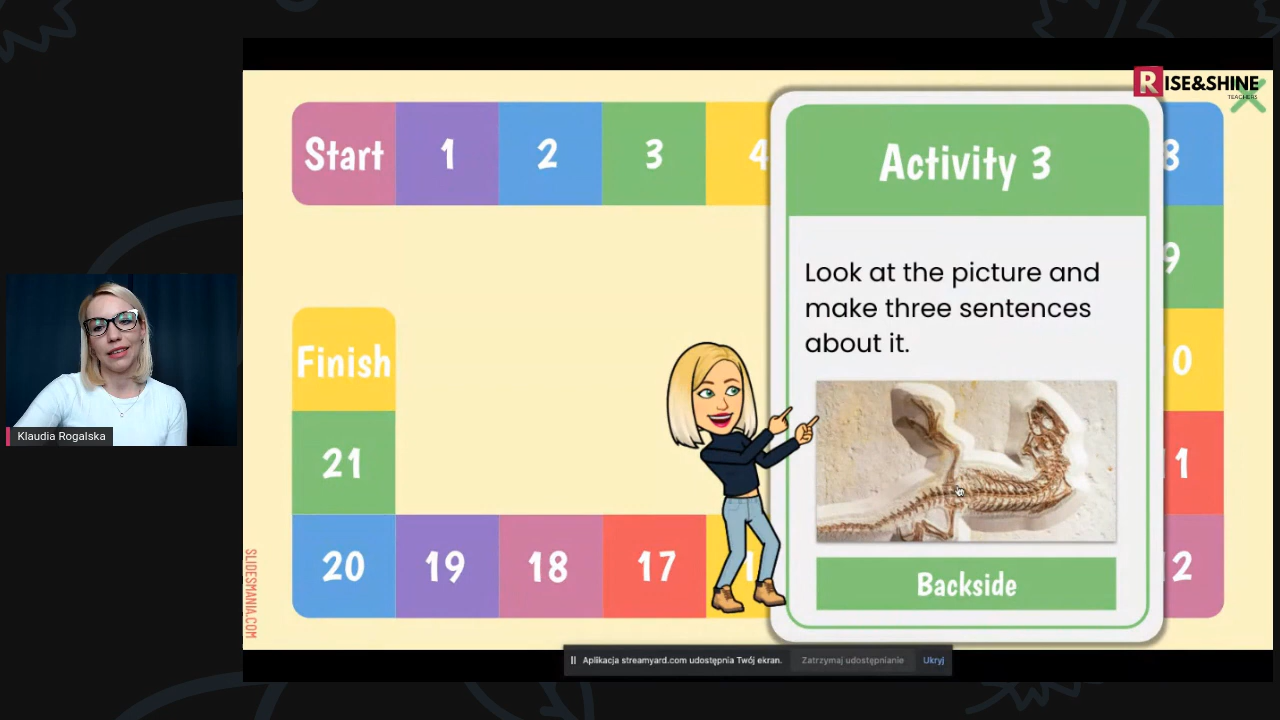 RISE&SHINE
TEACHERS
Start
1
2
3
4
8
Activity 3
Look at the picture and
make three sentences
about it.
Backside
9
Finish
0
21
1
20
19
18
17
1
2
Klaudia Rogalska
SLIDESMANIA.COM
Aplikacja streamyard.com udostępnia Twój ekran.
Zatrzymaj udostępnianie
Ukryj